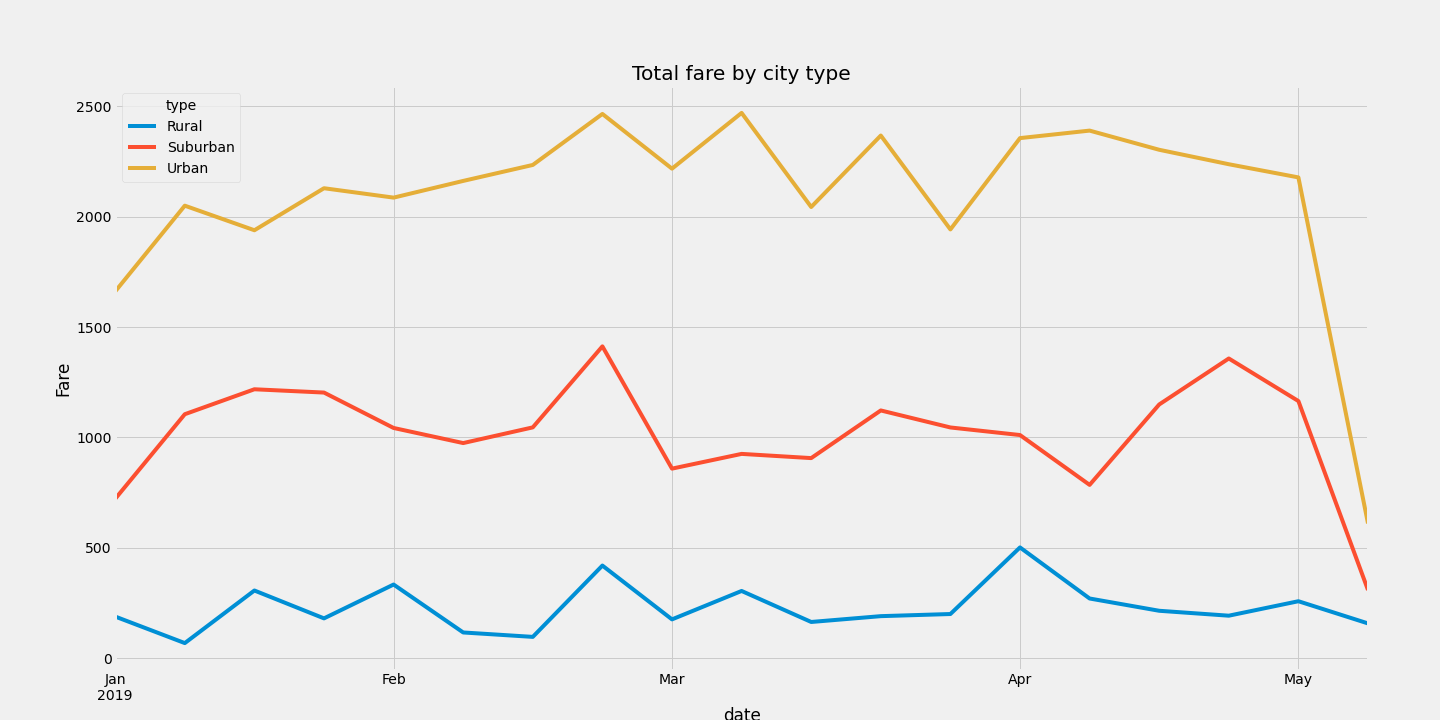 Total fare by city type
type
Rural
Suburban
Urban
2500
2000
1500
1000
500
0
Fare
Jan Feb Mar Apr May
2019
date